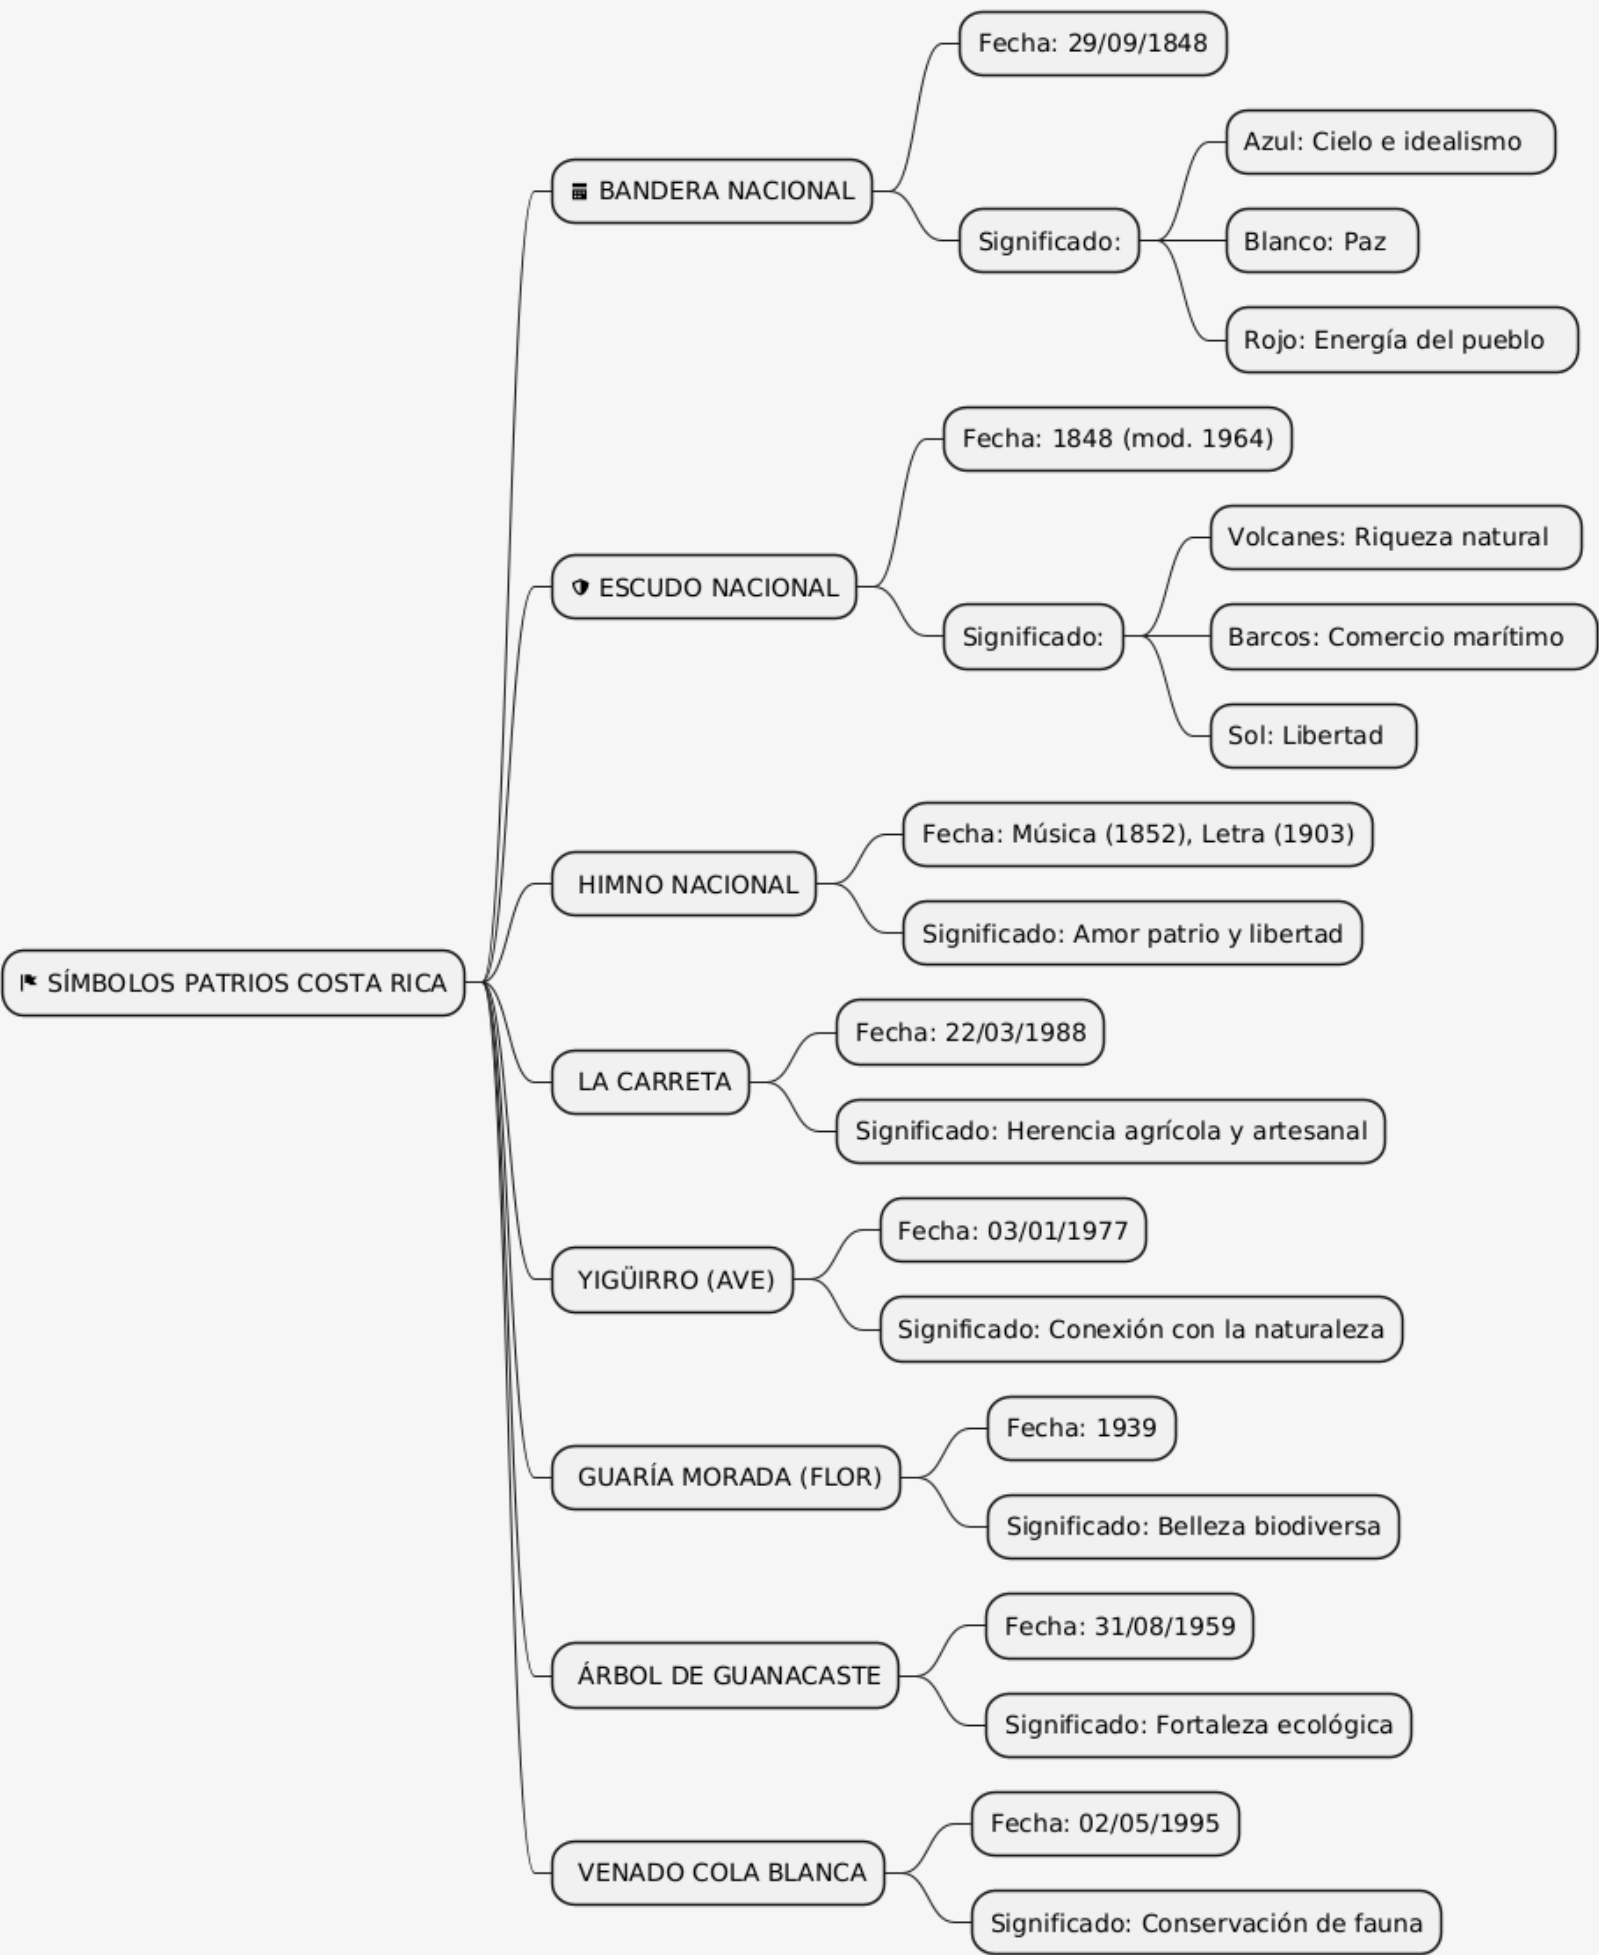 SÍMBOLOS PATRIOS COSTA RICA
BANDERA NACIONAL
Fecha: 29/09/1848
Significado:
Azul: Cielo e idealismo
Blanco: Paz
Rojo: Energía del pueblo
ESCUDO NACIONAL
Fecha: 1848 (mod. 1964)
Significado:
Volcanes: Riqueza natural
Barcos: Comercio marítimo
Sol: Libertad
HIMNO NACIONAL
Fecha: Música (1852), Letra (1903)
Significado: Amor patrio y libertad
LA CARRETA
Fecha: 22/03/1988
Significado: Herencia agrícola y artesanal
YIGÜIRRO (AVE)
Fecha: 03/01/1977
Significado: Conexión con la naturaleza
GUARÍA MORADA (FLOR)
Fecha: 1939
Significado: Belleza biodiversa
ÁRBOL DE GUANACASTE
Fecha: 31/08/1959
Significado: Fortaleza ecológica
VENADO COLA BLANCA
Fecha: 02/05/1995
Significado: Conservación de fauna